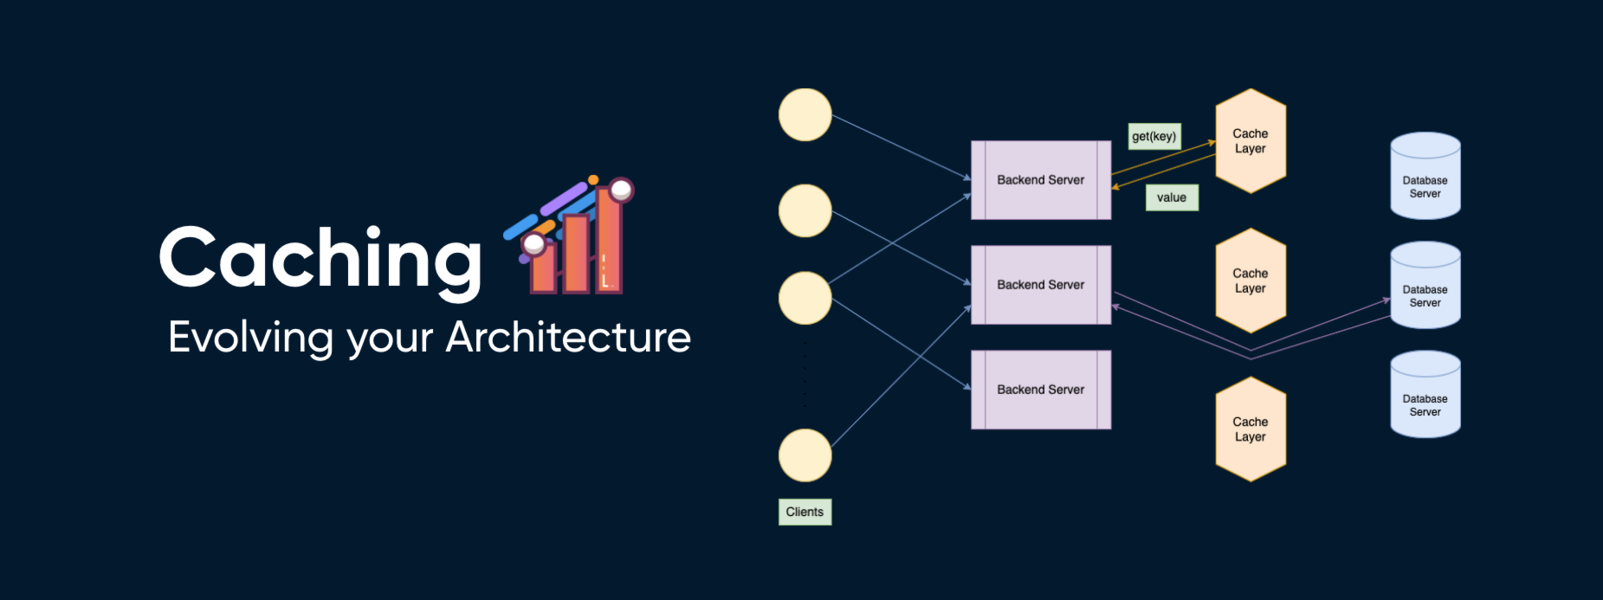 Caching
Evolving your Architecture
Clients
Backend Server
Backend Server
Backend Server
get(key)
value
Cache
Layer
Cache
Layer
Cache
Layer
Database
Server
Database
Server
Database
Server